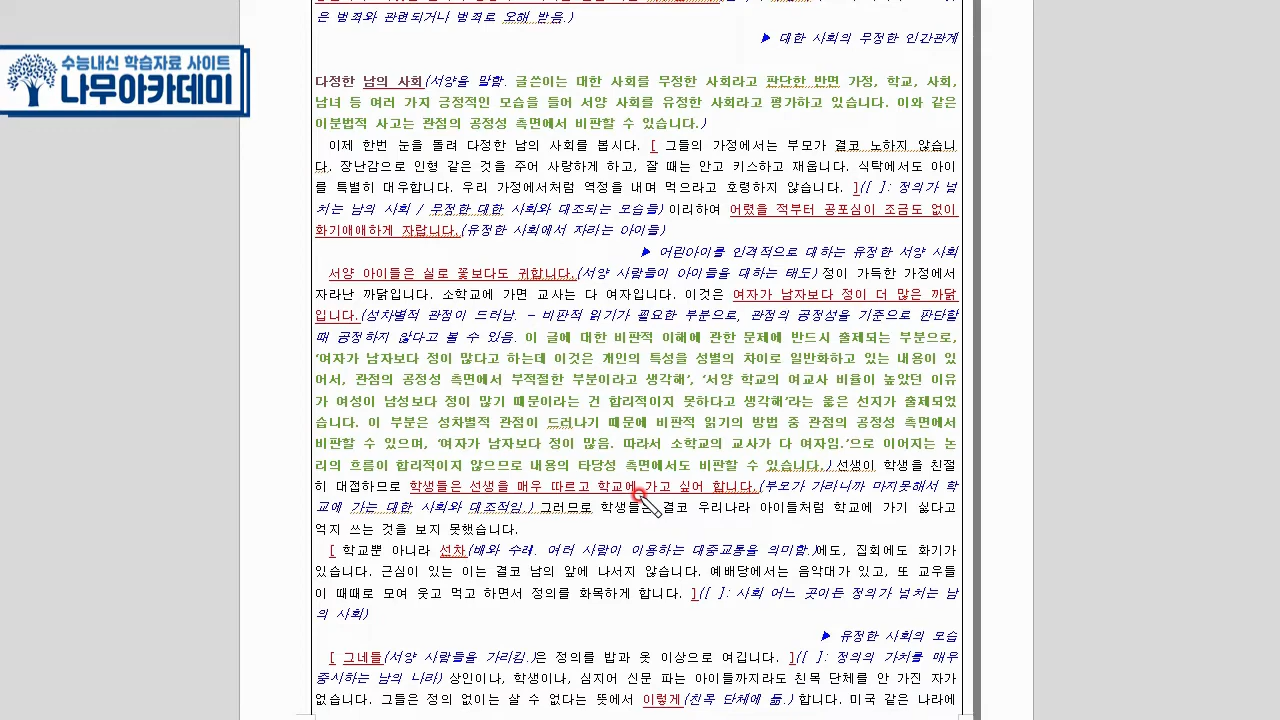 은 범죄와 관련되거나 범죄로 오해 받음.)
▶ 대한 사회의 무정한 인간관계
수능내신 학습자료 사이트
나무아카데미
다정한 남의 사회(서양을 말함. 글쓴이는 대한 사회를 무정한 사회라고 판단한 반면 가정, 학교, 사회,
남녀 등 여러 가지 긍정적인 모습을 들어 서양 사회를 유정한 사회라고 평가하고 있습니다. 이와 같은
이분법적 사고는 관점의 공정성 측면에서 비판할 수 있습니다.)
이제 한번 눈을 돌려 다정한 남의 사회를 봅시다. [ 그들의 가정에서는 부모가 결코 노하지 않습니
다. 장난감으로 인형 같은 것을 주어 사랑하게 하고, 잘 때는 안고 키스하고 재웁니다. 식탁에서도 아이
를 특별히 대우합니다. 우리 가정에서처럼 역정을 내며 먹으라고 호령하지 않습니다. ]([ ]: 정의가 넘
치는 남의 사회 / 무정한 대한 사회와 대조되는 모습들) 이리하여 어렸을 적부터 공포심이 조금도 없이
화기애애하게 자랍니다.(유정한 사회에서 자라는 아이들)
▶ 어린아이를 인격적으로 대하는 유정한 서양 사회
서양 아이들은 실로 꽃보다도 귀합니다.(서양 사람들이 아이들을 대하는 태도) 정이 가득한 가정에서
자라난 까닭입니다. 소학교에 가면 교사는 다 여자입니다. 이것은 여자가 남자보다 정이 더 많은 까닭
입니다.(성차별적 관점이 드러남. - 비판적 읽기가 필요한 부분으로, 관점의 공정성을 기준으로 판단할
때 공정하지 않다고 볼 수 있음. 이 글에 대한 비판적 이해에 관한 문제에 반드시 출제되는 부분으로,
'여자가 남자보다 정이 많다고 하는데 이것은 개인의 특성을 성별의 차이로 일반화하고 있는 내용이 있
어서, 관점의 공정성 측면에서 부적절한 부분이라고 생각해', '서양 학교의 여교사 비율이 높았던 이유
가 여성이 남성보다 정이 많기 때문이라는 건 합리적이지 못하다고 생각해'라는 옳은 선지가 출제되었
습니다. 이 부분은 성차별적 관점이 드러나기 때문에 비판적 읽기의 방법 중 관점의 공정성 측면에서
비판할 수 있으며, '여자가 남자보다 정이 많음. 따라서 소학교의 교사가 다 여자임.'으로 이어지는 논
리의 흐름이 합리적이지 않으므로 내용의 타당성 측면에서도 비판할 수 있습니다.) 선생이 학생을 친절
히 대접하므로 학생들은 선생을 매우 따르고 학교에 가고 싶어 합니다.(부모가 가라니까 마지못해서 학
교에 가는 대한 사회와 대조적임.) 그러므로 학생들은 결코 우리나라 아이들처럼 학교에 가기 싫다고
억지 쓰는 것을 보지 못했습니다.
[ 학교뿐 아니라 선차(배와 수레. 여러 사람이 이용하는 대중교통을 의미함.)에도, 집회에도 화기가
있습니다. 근심이 있는 이는 결코 남의 앞에 나서지 않습니다. 예배당에서는 음악대가 있고, 또 교우들
이 때때로 모여 웃고 먹고 하면서 정의를 화목하게 합니다. ]([ ]: 사회 어느 곳이든 정의가 넘치는 남
의 사회)
▶ 유정한 사회의 모습
[ 그네들(서양 사람들을 가리킴.)은 정의를 밥과 옷 이상으로 여깁니다. ]([ ]: 정의의 가치를 매우
중시하는 남의 나라) 상인이나, 학생이나, 심지어 신문 파는 아이들까지라도 친목 단체를 안 가진 자가
없습니다. 그들은 정의 없이는 살 수 없다는 뜻에서 이렇게(친목 단체에 듦.) 합니다. 미국 같은 나라에